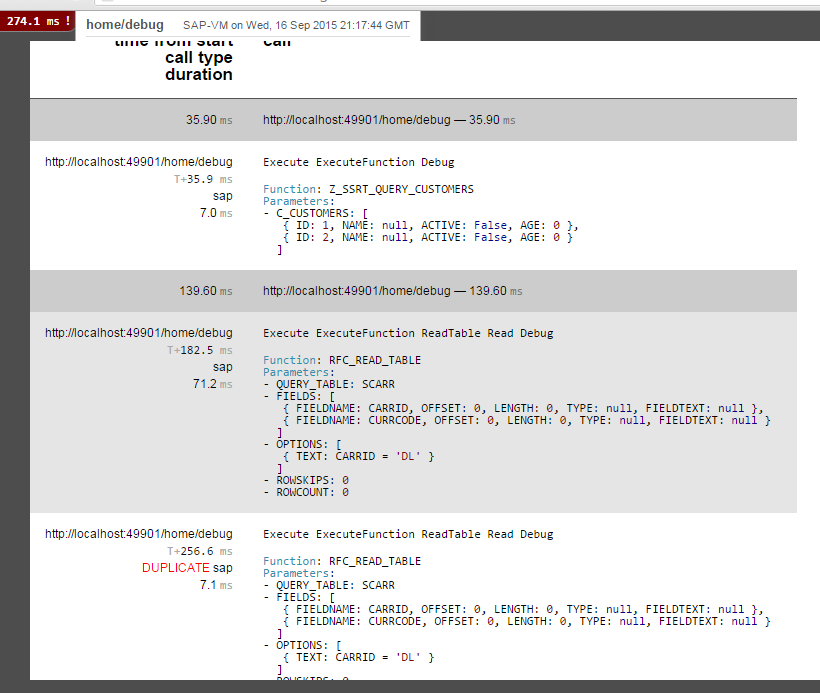 274.1 ms !
home/debug SAP-VM on Wed, 16 Sep 2015 21:17:44 GMT
time from start call
call type
duration
35.90 ms http://localhost:49901/home/debug — 35.90 ms
http://localhost:49901/home/debug Execute ExecuteFunction Debug
T+35.9 ms
sap Function: Z_SSRT_QUERY_CUSTOMERS
Parameters:
7.0 ms - C_CUSTOMERS: [
{ ID: 1, NAME: null, ACTIVE: False, AGE: 0 },
{ ID: 2, NAME: null, ACTIVE: False, AGE: 0 }
]
139.60 ms http://localhost:49901/home/debug — 139.60 ms
http://localhost:49901/home/debug Execute ExecuteFunction ReadTable Read Debug
T+182.5 ms
sap Function: RFC_READ_TABLE
Parameters:
71.2 ms - QUERY_TABLE: SCARR
- FIELDS: [
{ FIELDNAME: CARRID, OFFSET: 0, LENGTH: 0, TYPE: null, FIELDTEXT: null },
{ FIELDNAME: CURRCODE, OFFSET: 0, LENGTH: 0, TYPE: null, FIELDTEXT: null }
]
- OPTIONS: [
{ TEXT: CARRID = 'DL' }
]
- ROWSKIPS: 0
- ROWCOUNT: 0
http://localhost:49901/home/debug Execute ExecuteFunction ReadTable Read Debug
T+256.6 ms
DUPLICATE sap Function: RFC_READ_TABLE
Parameters:
7.1 ms - QUERY_TABLE: SCARR
- FIELDS: [
{ FIELDNAME: CARRID, OFFSET: 0, LENGTH: 0, TYPE: null, FIELDTEXT: null },
{ FIELDNAME: CURRCODE, OFFSET: 0, LENGTH: 0, TYPE: null, FIELDTEXT: null }
]
- OPTIONS: [
{ TEXT: CARRID = 'DL' }
]
- ROWSKIPS: 0